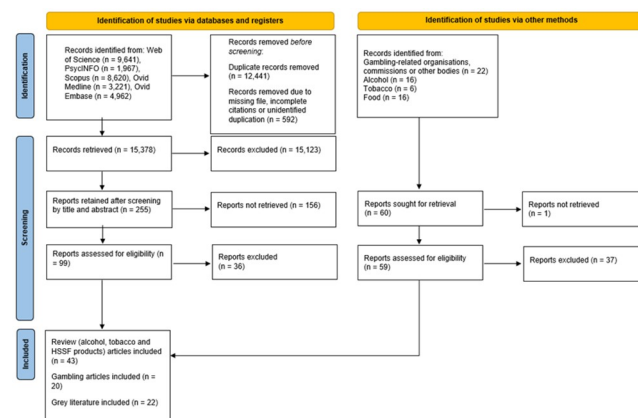 Identification of studies via databases and registers
Identification of studies via other methods
Identification
Records identified from: Web
of Science (n = 9,641),
PsycINFO (n = 1,967),
Scopus (n = 8,620), Ovid
Medline (n = 3,221), Ovid
Embase (n = 4,962)
Records removed before
screening:
Duplicate records removed
(n = 12,441)
Records removed due to
missing file, incomplete
citations or unidentified
duplication (n = 592)
Records identified from:
Gambling-related organisations,
commissions or other bodies (n = 22)
Alcohol (n = 16)
Tobacco (n = 6)
Food (n = 16)
Screening
Records retrieved (n = 15,378)
Records excluded (n = 15,123)
Reports retained after screening
by title and abstract (n = 255)
Reports not retrieved (n = 156)
Reports sought for retrieval
(n = 60)
Reports not retrieved
(n = 1)
Reports assessed for eligibility (n
= 99)
Reports excluded
(n = 36)
Reports assessed for eligibility
(n = 59)
Reports excluded (n = 37)
Included
Review (alcohol, tobacco and
HSSF products) articles included
(n = 43)
Gambling articles included (n =
20)
Grey literature included (n = 22)